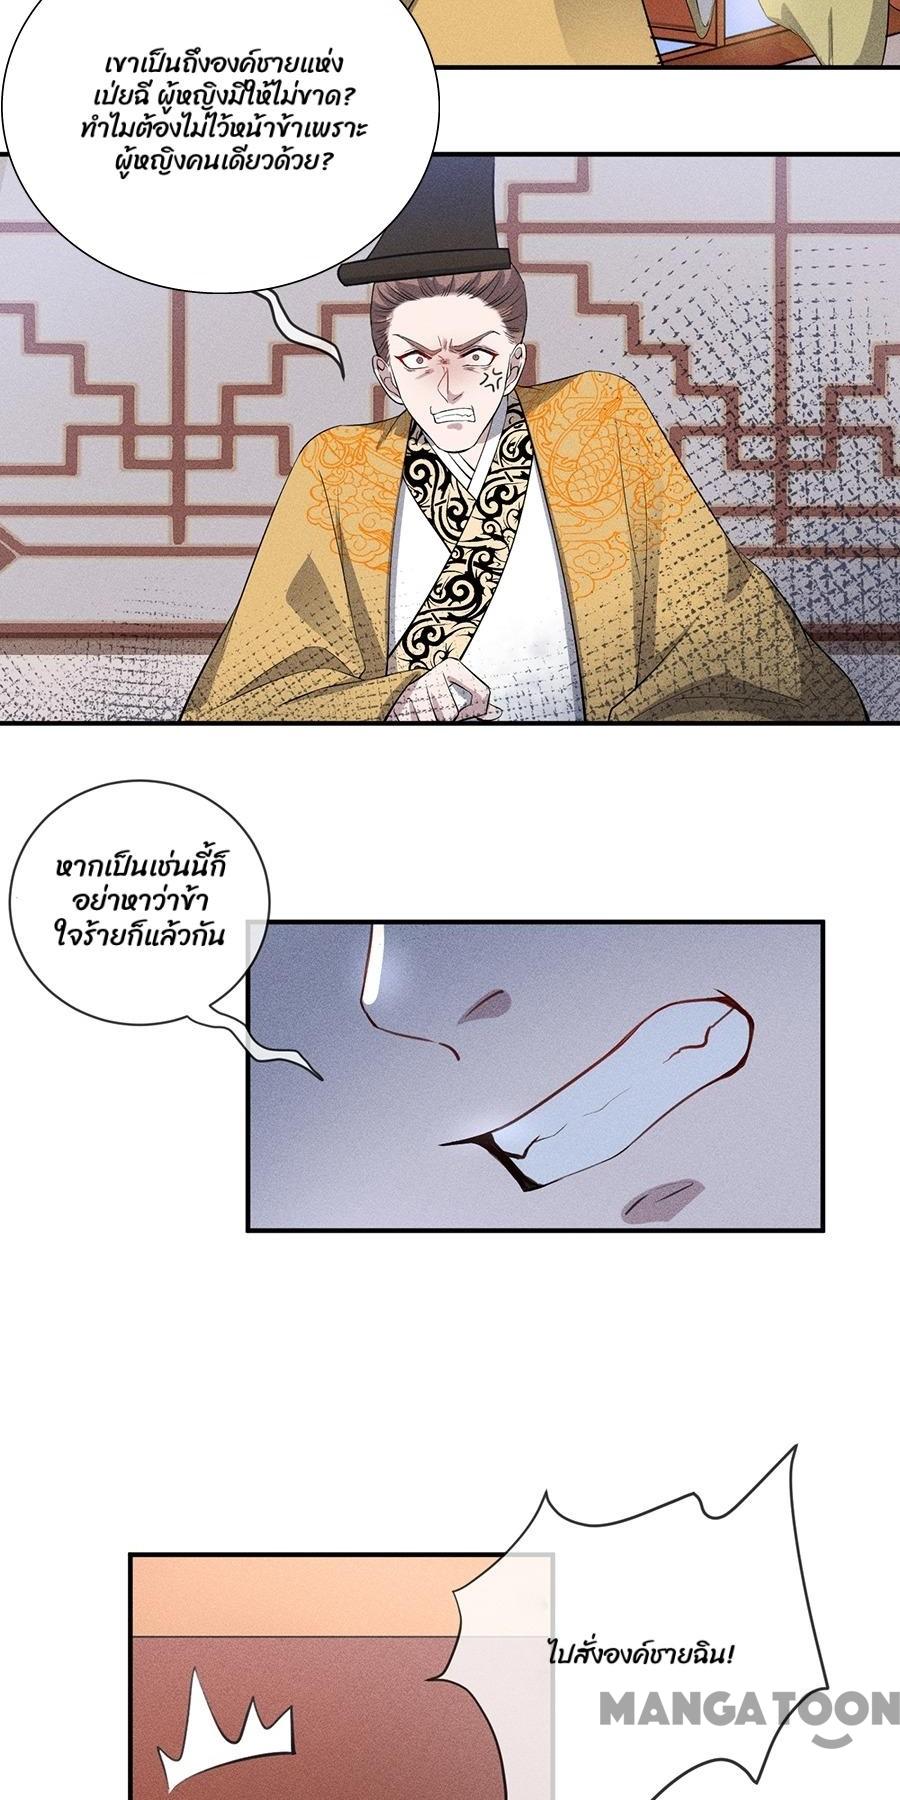 เขาเป็นถึงองค์ชายแห่ง
เป่ยฉี ผู้หญิงมีให้ไม่ขาด?
ทำไมต้องไม่ไว้หน้าข้าเพราะ
ผู้หญิงคนเดียวด้วย?
หากเป็นเช่นนี้ก็
อย่าหาว่าข้า
ใจร้ายก็แล้วกัน
ไปสั่งองค์ชายฉิน!
MANGATOON